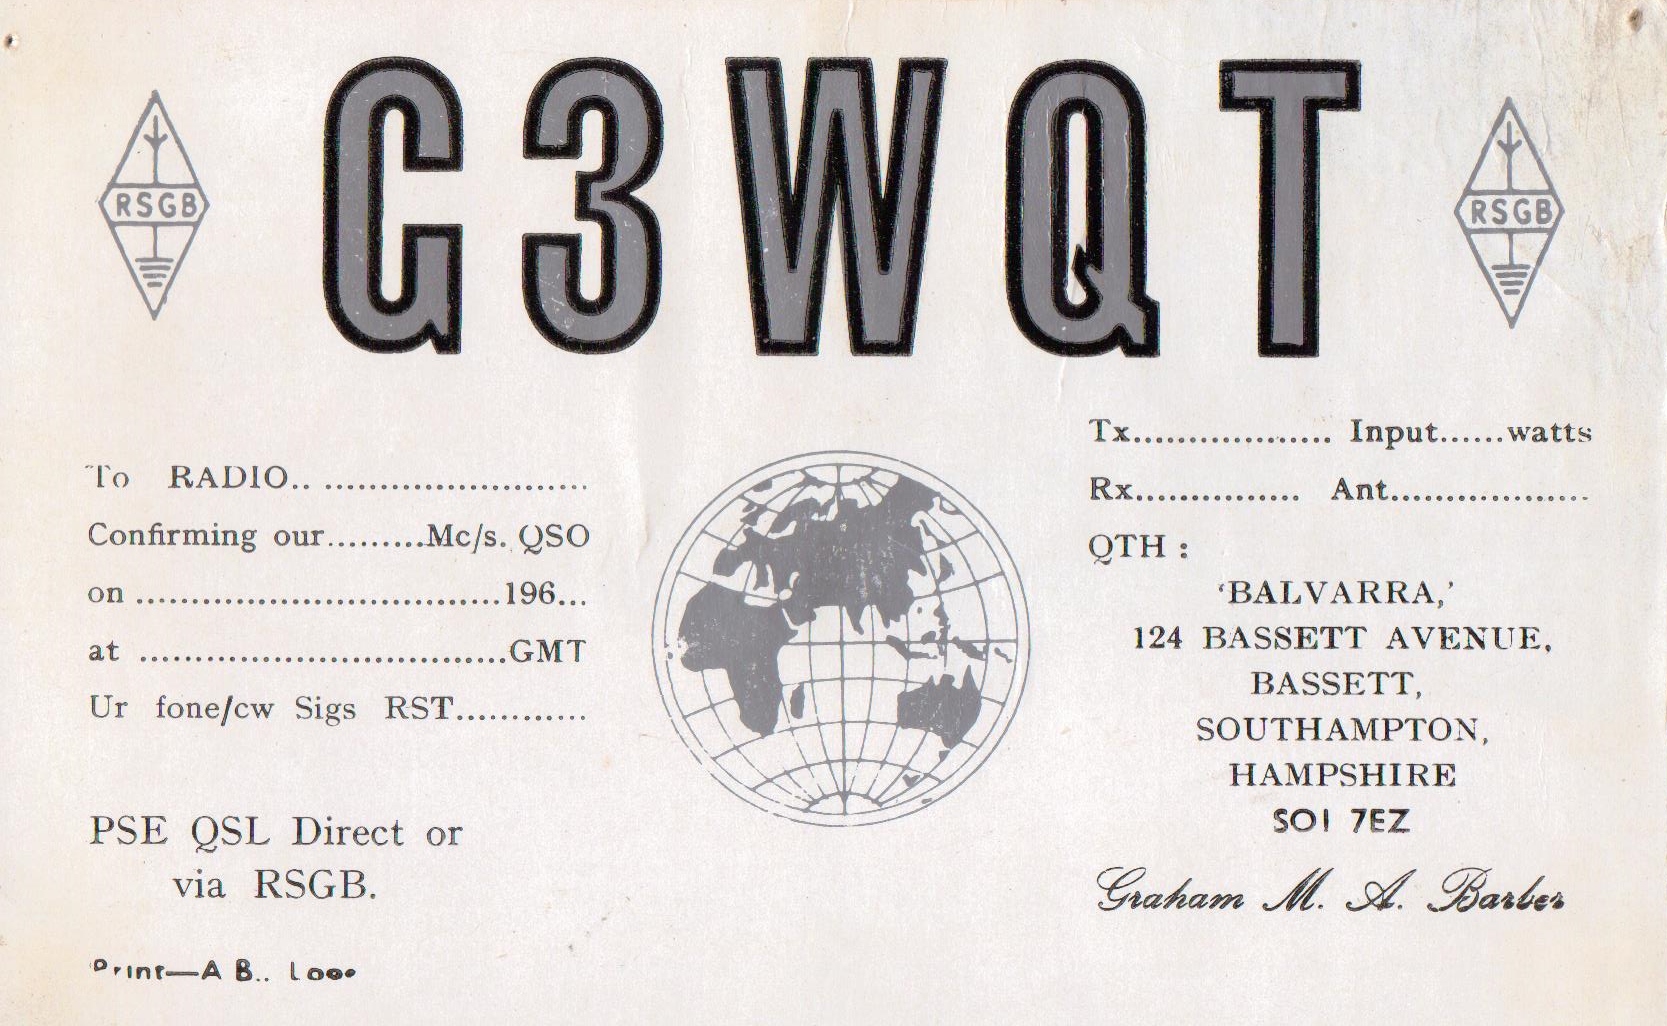 G3WQT
RSGB
RSGB
To RADIO.. ........................
Confirming our.........Mc/s. QSO
on .................................196...
at .................................GMT
Ur fone/cw Sigs RST............
PSE QSL Direct or
via RSGB.
Print—A B..
Tx.................. Input......watts
Rx............... Ant..................
QTH :
‘BALVARRA,’
124 BASSETT AVENUE,
BASSETT,
SOUTHAMPTON,
HAMPSHIRE
SO1 7EZ
Graham M. A. Barber